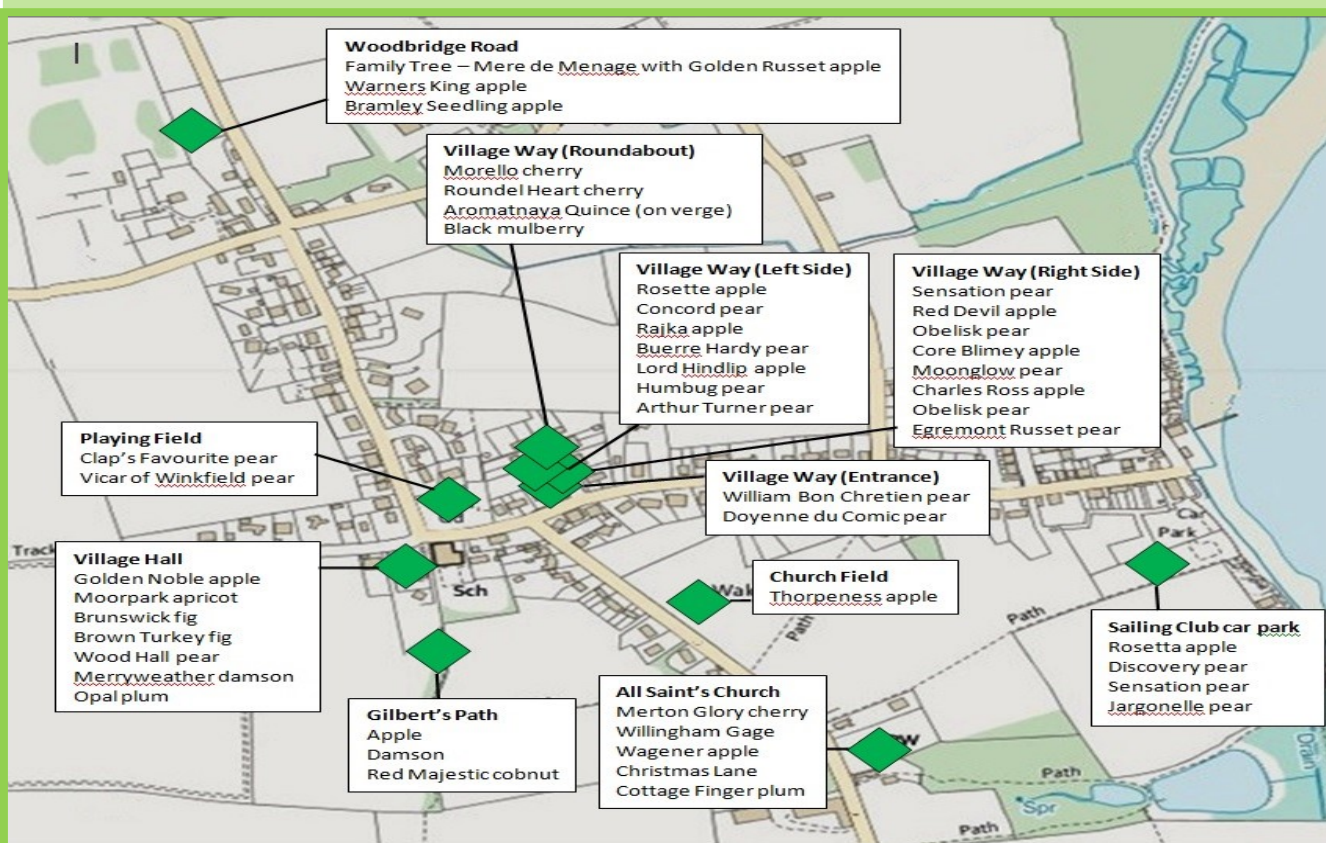 Woodbridge Road
Family Tree – Mere de Menage with Golden Russet apple
Warners King apple
Bramley Seedling apple
Village Way (Roundabout)
Morello cherry
Roundel Heart cherry
Aromatnaya Quince (on verge)
Black mulberry
Village Way (Left Side)
Rosette apple
Concord pear
Rajka apple
Buerre Hardy pear
Lord Hindlip apple
Humbug pear
Arthur Turner pear
Village Way (Right Side)
Sensation pear
Red Devil apple
Obelisk pear
Core Blimey apple
Moonglow pear
Charles Ross apple
Obelisk pear
Egremont Russet pear
Playing Field
Clap's Favourite pear
Vicar of Winkfield pear
Village Way (Entrance)
William Bon Chretien pear
Doyenne du Comic pear
Track
Car
Park
Village Hall
Golden Noble apple
Moorpark apricot
Brunswick fig
Brown Turkey fig
Wood Hall pear
Merryweather damson
Opal plum
Sch
Church Field
Thorpeness apple
Path
Path
Sailing Club car park
Rosetta apple
Discovery pear
Sensation pear
Jargonelle pear
Gilbert's Path
Apple
Damson
Red Majestic cobnut
All Saint's Church
Merton Glory cherry
Willingham Gage
Wagener apple
Christmas Lane
Cottage Finger plum
Path
Drain
Spr
Path